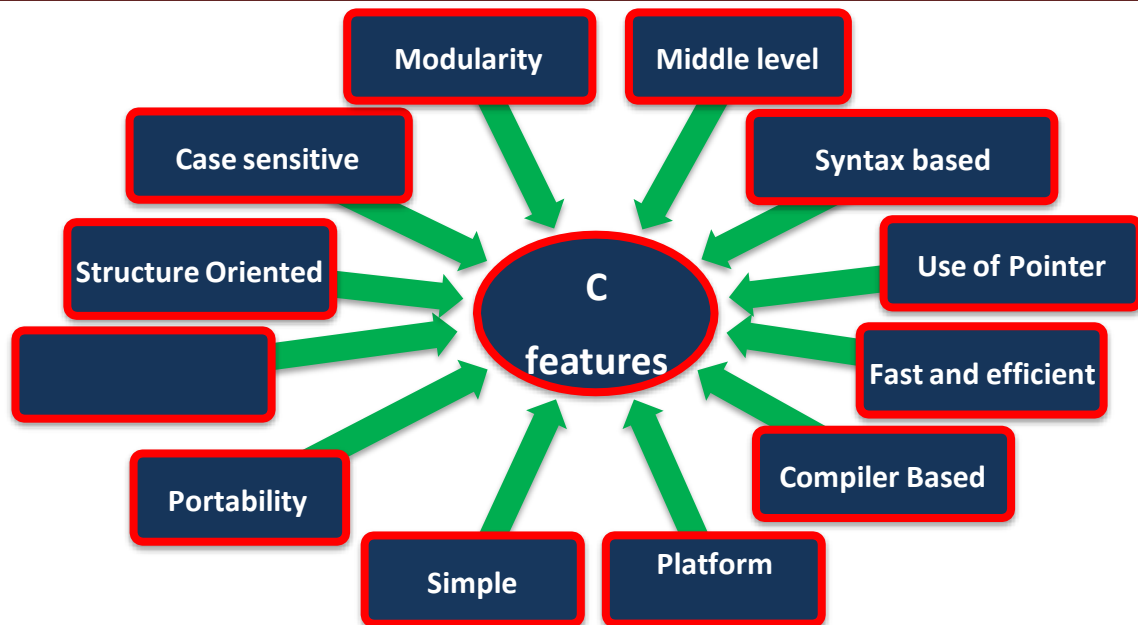 Modularity
Middle level
Case sensitive
Syntax based
Structure Oriented
Use of Pointer
C
features
Fast and efficient
Portability
Compiler Based
Simple
Platform